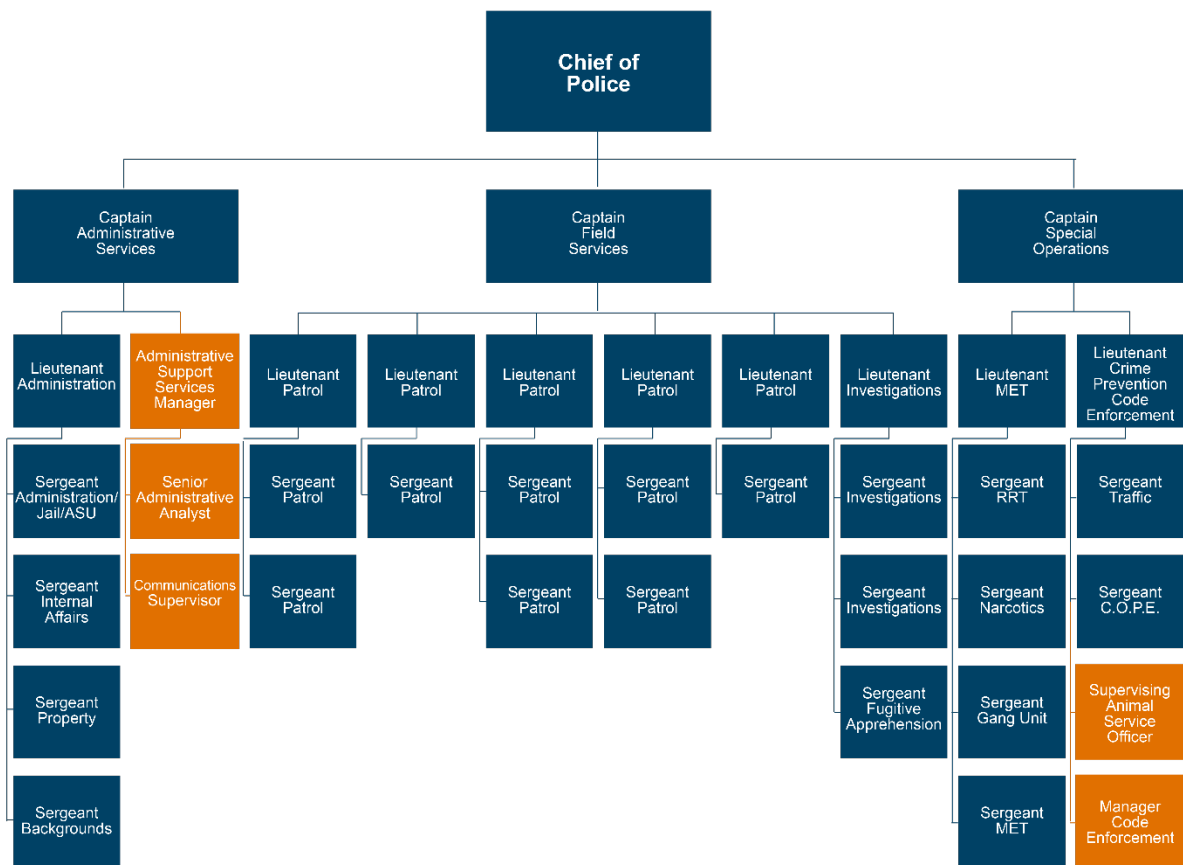 Chief of
Police
Captain
Administrative
Services
Captain
Field
Services
Captain
Special
Operations
Lieutenant
Administration
Administrative
Support
Services
Manager
Lieutenant
Patrol
Lieutenant
Patrol
Lieutenant
Patrol
Lieutenant
Patrol
Lieutenant
Patrol
Lieutenant
Investigations
Lieutenant
MET
Lieutenant
Crime
Prevention
Code
Enforcement
Sergeant
Administration/
Jail/ASU
Senior
Administrative
Analyst
Sergeant
Patrol
Sergeant
Patrol
Sergeant
Patrol
Sergeant
Patrol
Sergeant
Patrol
Sergeant
Investigations
Sergeant
RRT
Sergeant
Traffic
Sergeant
Internal
Affairs
Communications
Supervisor
Sergeant
Patrol
Sergeant
Patrol
Sergeant
Patrol
Sergeant
Investigations
Sergeant
Narcotics
Sergeant
C.O.P.E.
Sergeant
Property
Sergeant
Fugitive
Apprehension
Sergeant
Gang Unit
Supervising
Animal
Service
Officer
Sergeant
Backgrounds
Sergeant
MET
Manager
Code
Enforcement